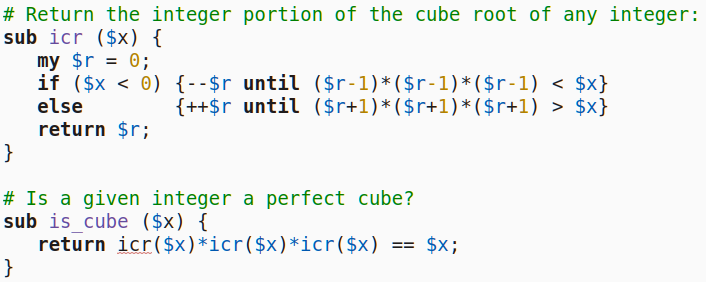 # Return the integer portion of the cube root of any integer:
sub icr ($x) {
   my $r = 0;
   if ($x < 0) {--$r until ($r-1)*($r-1)*($r-1) < $x}
   else        {++$r until ($r+1)*($r+1)*($r+1) > $x}
   return $r;
}

# Is a given integer a perfect cube?
sub is_cube ($x) {
   return icr($x)*icr($x)*icr($x) == $x;
}